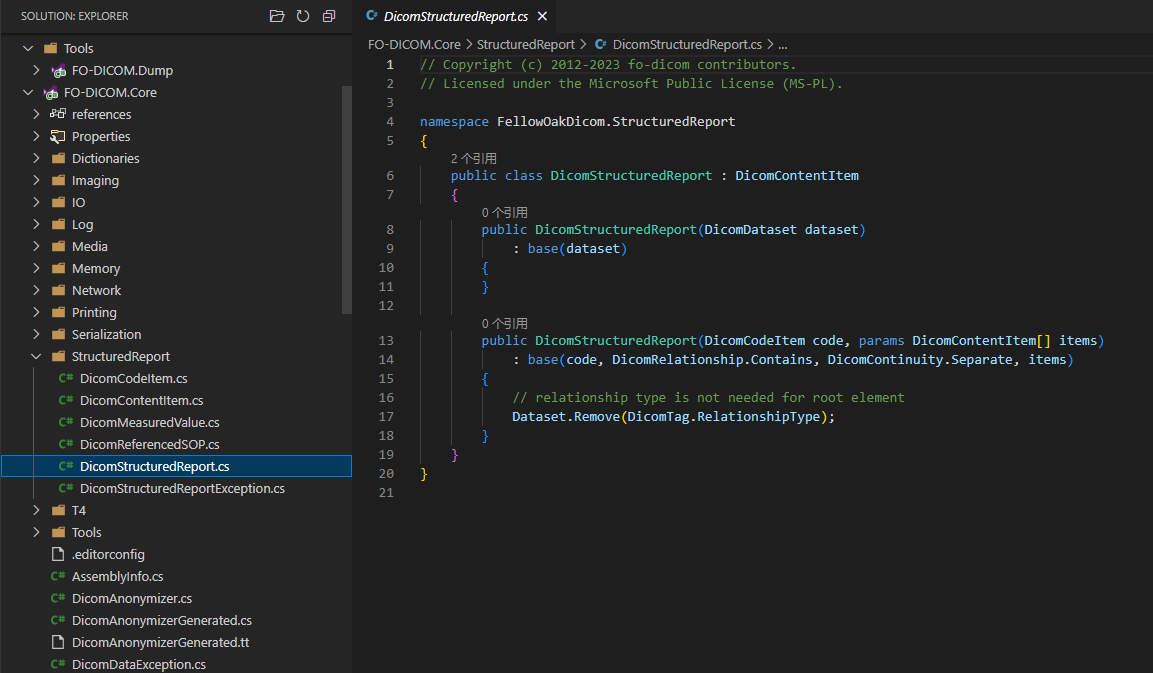 SOLUTION: EXPLORER
Tools
FO-DICOM.Dump
FO-DICOM.Core
references
Properties
Dictionaries
Imaging
IO
Log
Media
Memory
Network
Printing
Serialization
StructuredReport
C# DicomCodeItem.cs
C# DicomContentItem.cs
C# DicomMeasuredValue.cs
C# DicomReferencedSOP.cs
C# DicomStructuredReport.cs
C# DicomStructuredReportException.cs
T4
Tools
.editorconfig
C# AssemblyInfo.cs
C# DicomAnonymizer.cs
C# DicomAnonymizerGenerated.cs
DicomAnonymizerGenerated.tt
C# DicomDataException.cs
DicomStructuredReport.cs
FO-DICOM.Core > StructuredReport > DicomStructuredReport.cs > ...
1 // Copyright (c) 2012-2023 fo-dicom contributors.
2 // Licensed under the Microsoft Public License (MS-PL).
3
4 namespace FellowOakDicom.StructuredReport
5 {
2 个引用
6 public class DicomStructuredReport : DicomContentItem
7 {
0 个引用
8 public DicomStructuredReport(DicomDataset dataset)
9 : base(dataset)
10 {
11 }
12
0 个引用
13 public DicomStructuredReport(DicomCodeItem code, params DicomContentItem[] items)
14 : base(code, DicomRelationship.Contains, DicomContinuity.Separate, items)
15 {
16 // relationship type is not needed for root element
17 Dataset.Remove(DicomTag.RelationshipType);
18 }
19 }
20 }
21